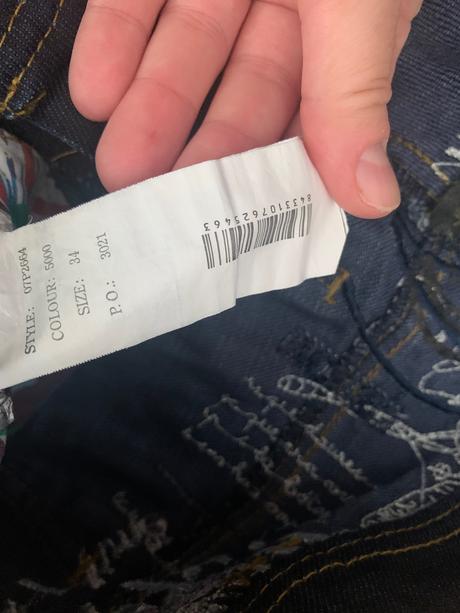 STYLE: 07P2664
COLOUR: 5000
SIZE: 34
P.O.: 3021
8433107625463